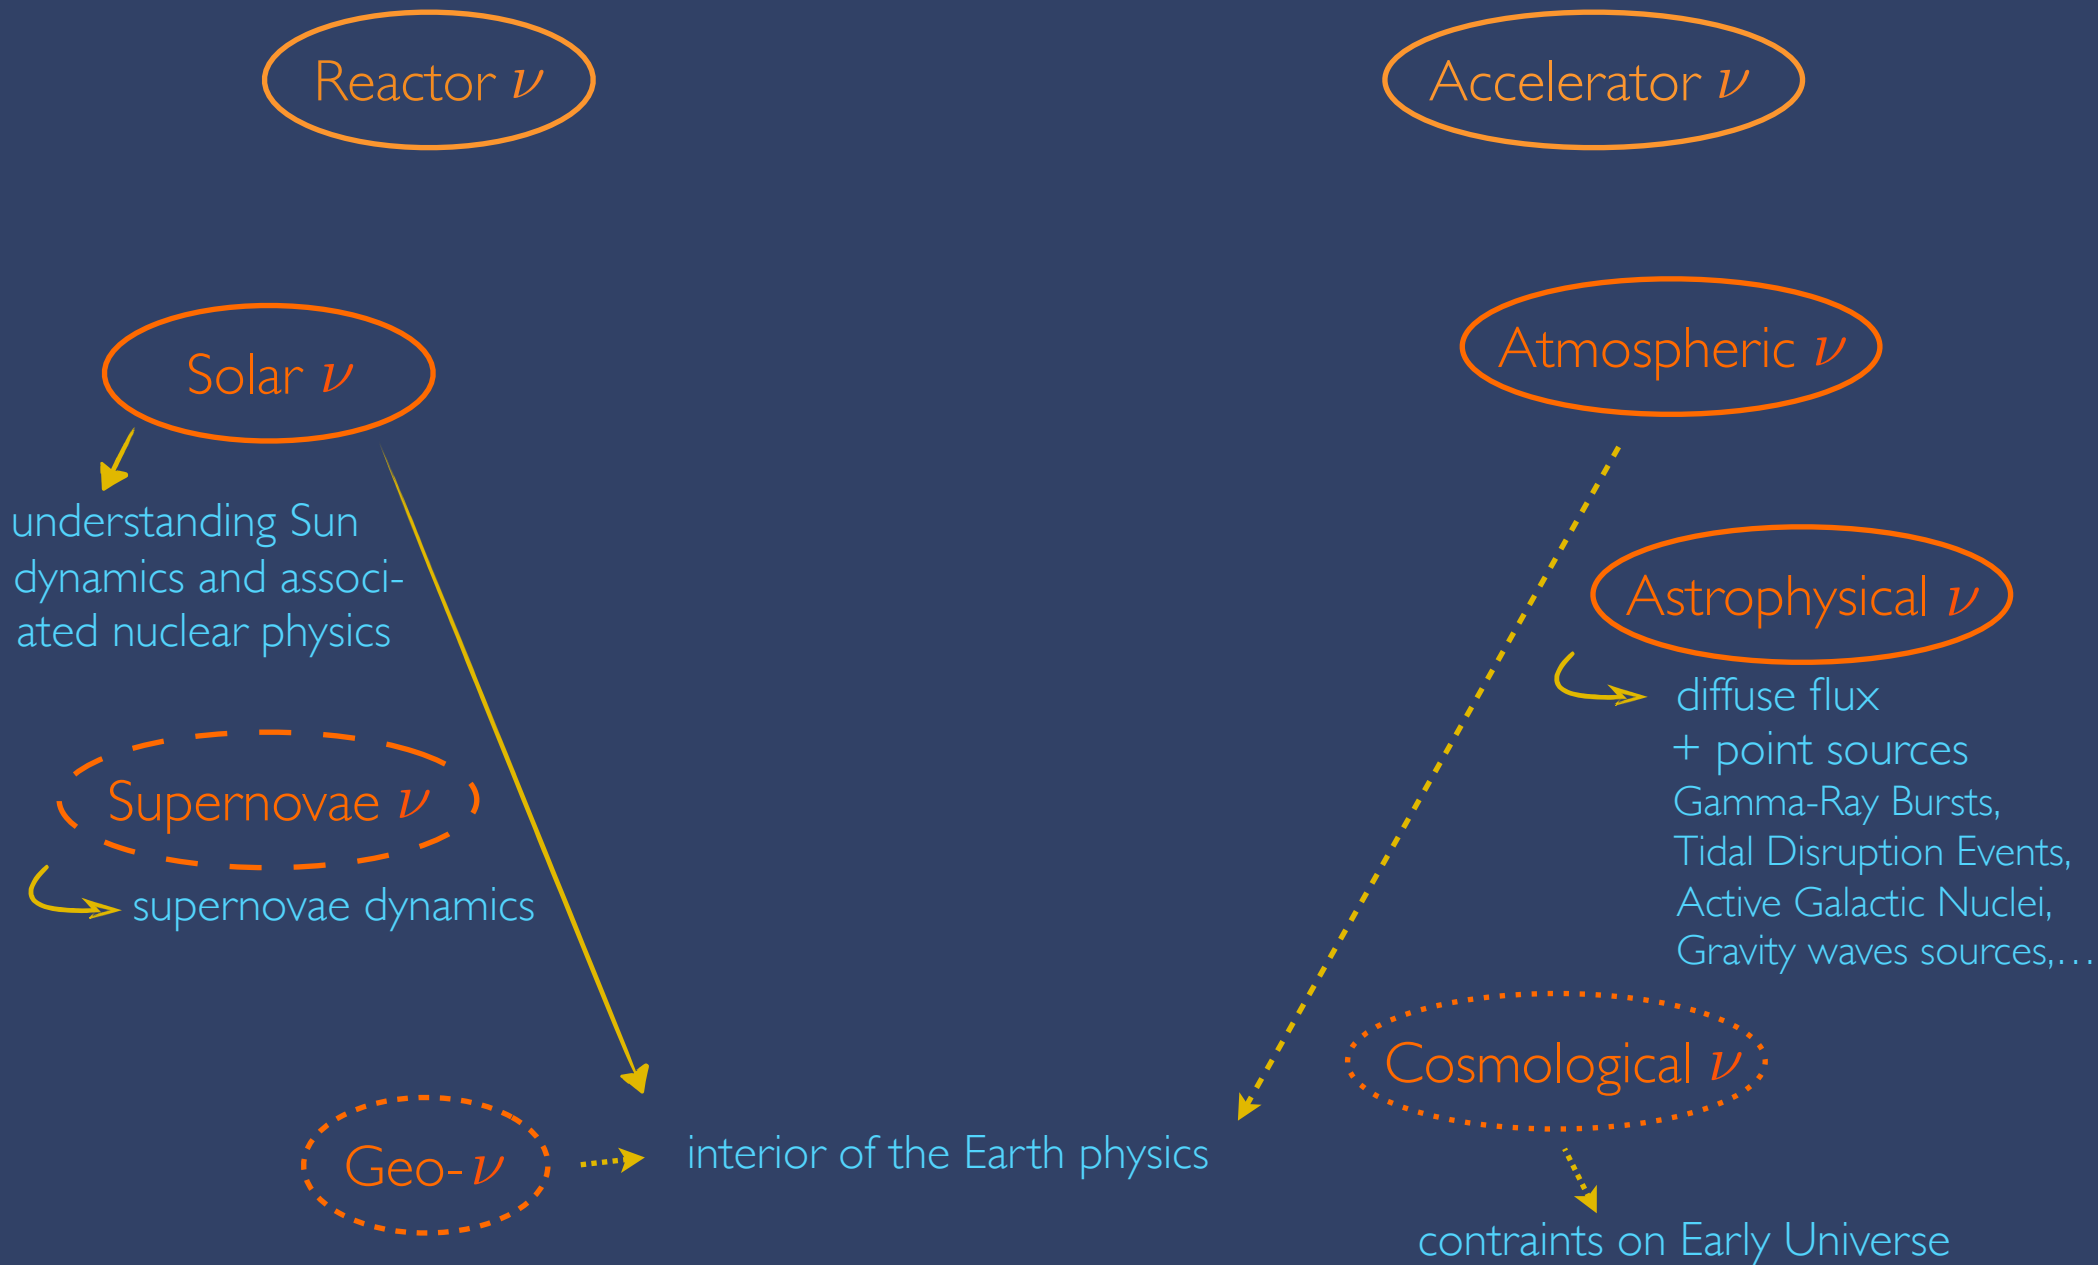 Reactor ν
Accelerator ν
Solar ν
Atmospheric ν
understanding Sun
dynamics and associ-
ated nuclear physics
Astrophysical ν
diffuse flux
+ point sources
Gamma-Ray Bursts,
Tidal Disruption Events,
Active Galactic Nuclei,
Gravity waves sources,...
Supernovae ν
supernovae dynamics
Cosmological ν
Geo-ν
interior of the Earth physics
contraints on Early Universe